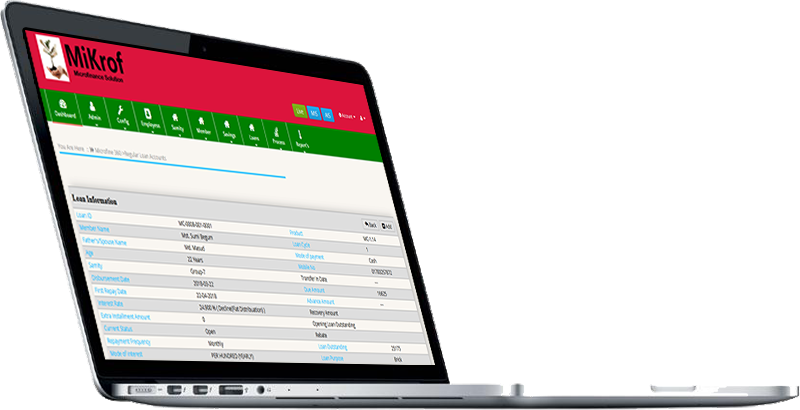 MiKrof
Microfinance Solution
Live MIS AIS Account
Dashboard Admin Config Employee Samity Member Savings Loans Process Report's
You Are Here : Microfine 360 >Regular Loan Accounts
Loan Information
Back Add
Loan ID MC-0008-001-0001 Product MC-1.14
Member Name Md. Sumi Begum Loan Cycle 1
Father's/Spouse Name Md. Masud Mode of payment Cash
Age 22 Years Mobile No
Samity Group-7 Transfer in Date ---
Disbursement Date 2018-03-22 Due Amount
First Repay Date 22-04-2018 Advance Amount ---
Interest Rate 24.000 % ( Decline(Flat Distribution) ) Recovery Amount
Extra Installment Amount 0 Opening Loan Outstanding
Current Status Open Rebate
Repayment Frequency Monthly Loan Outstanding
Mode of Interest PER HUNDRED (YEARLY) Loan Purpose